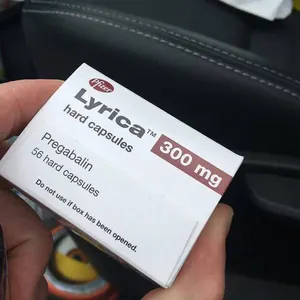 Pfizer
Lyrica™ 300 mg
hard capsules
Pregabalin
56 hard capsules
Do not use if box has been opened.